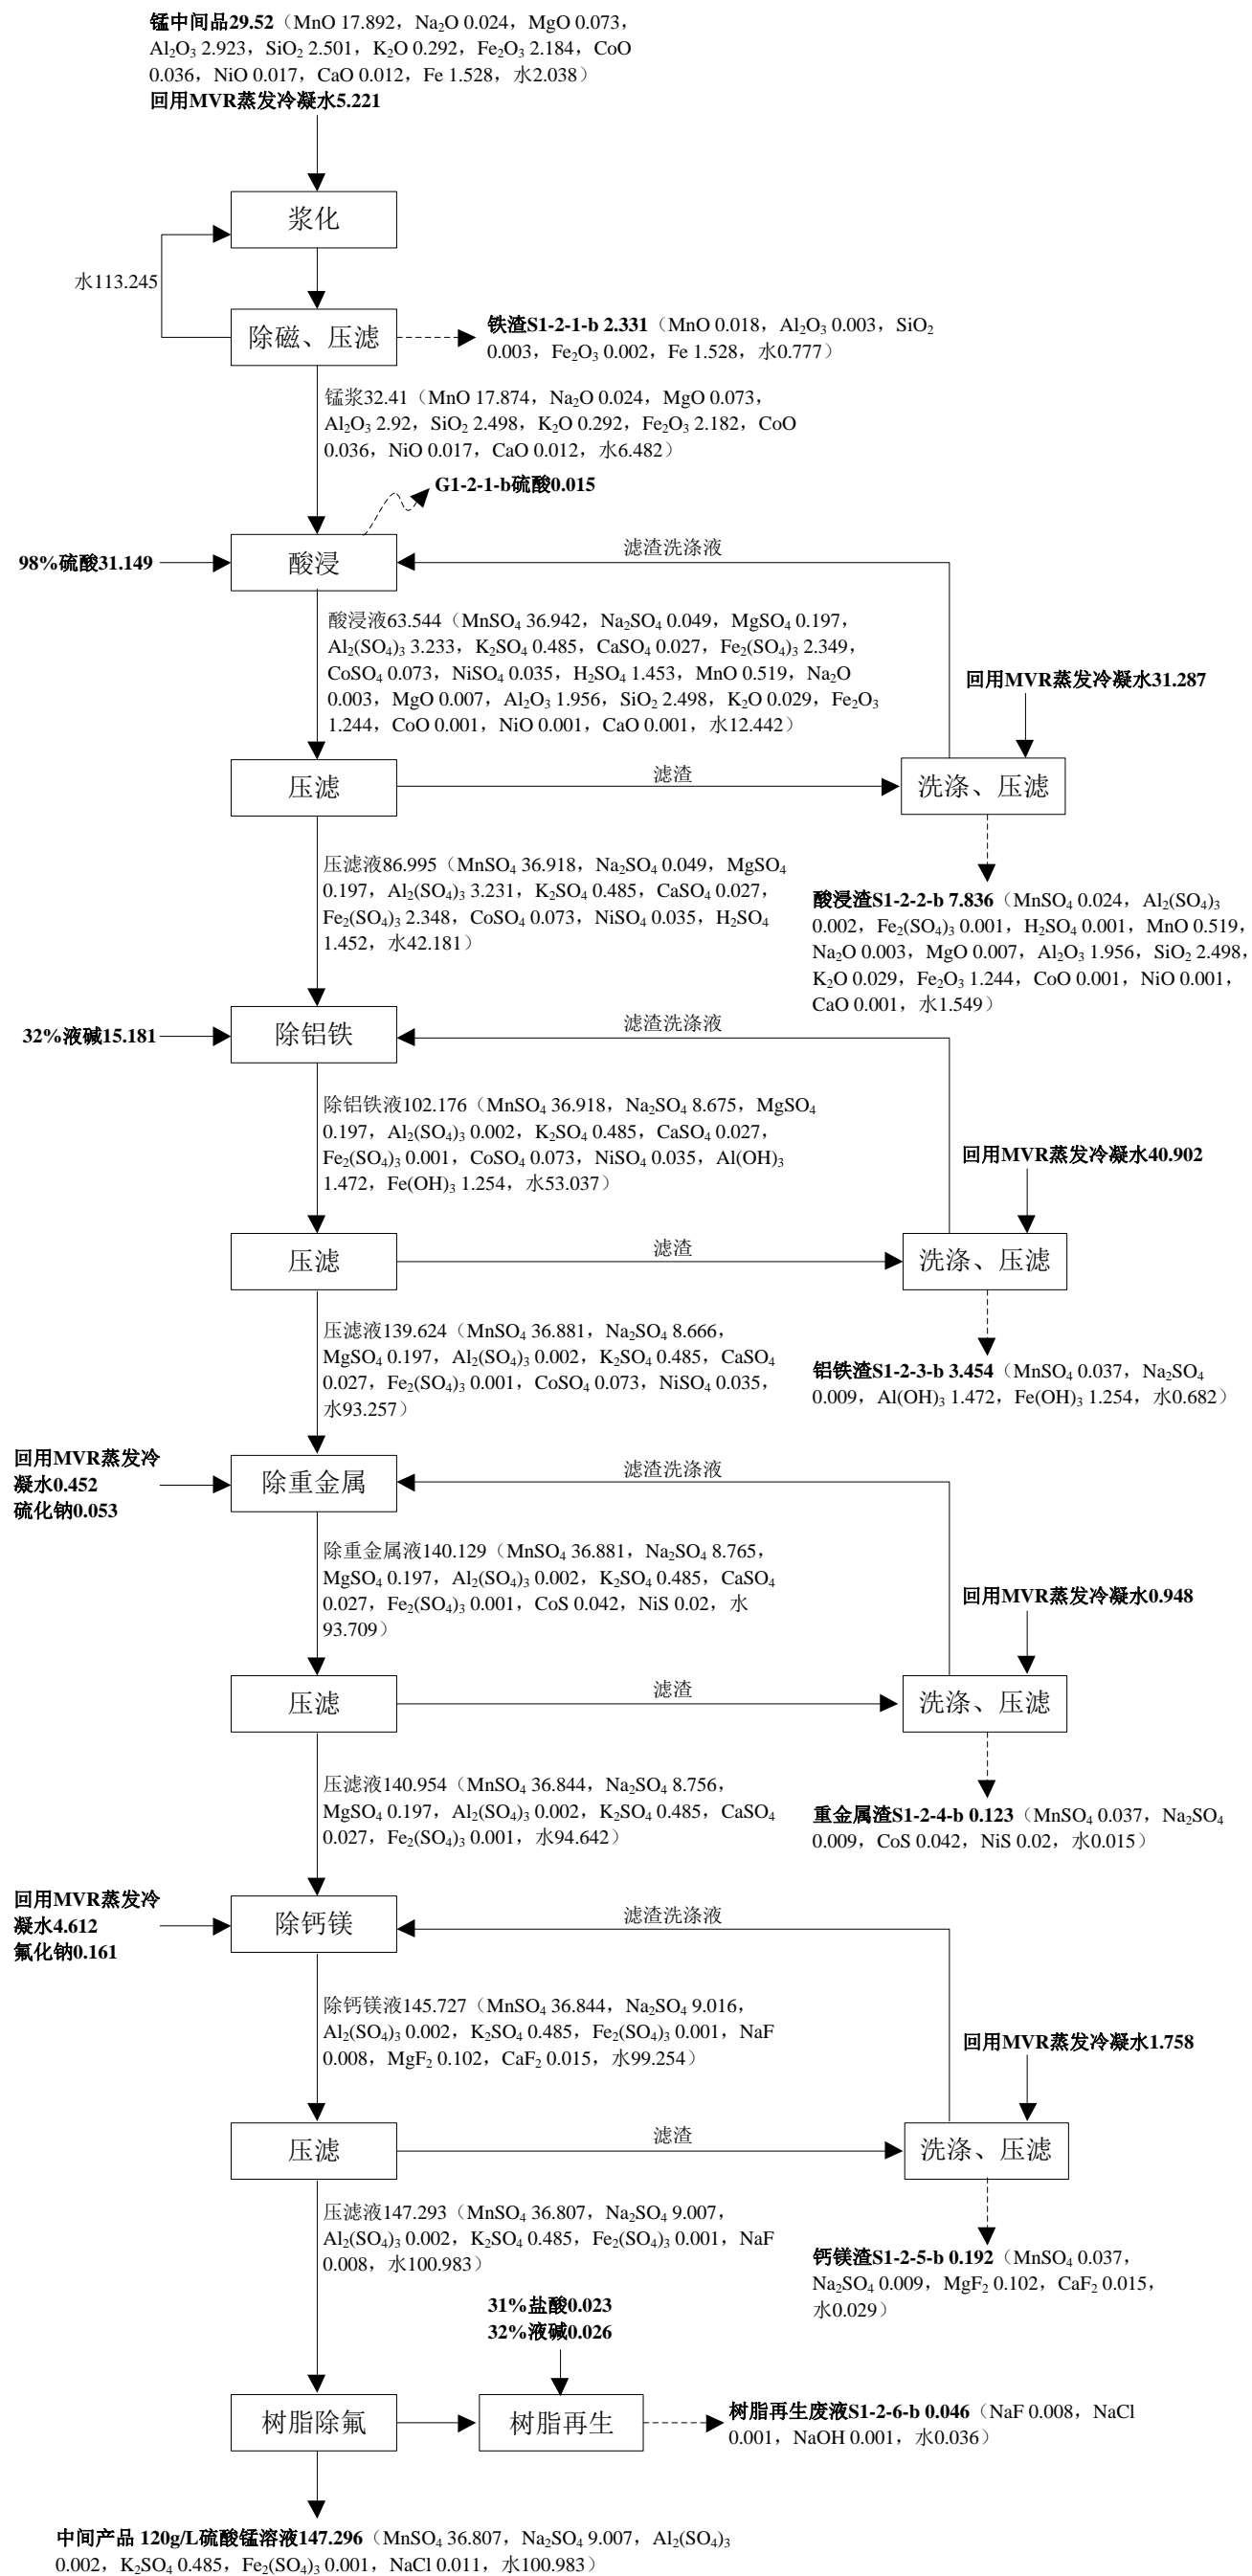 锰中间品29.52（MnO 17.892，Na₂O 0.024，MgO 0.073，
Al₂O₃ 2.923，SiO₂ 2.501，K₂O 0.292，Fe₂O₃ 2.184，CoO
0.036，NiO 0.017，CaO 0.012，Fe 1.528，水2.038）
回用MVR蒸发冷凝水5.221
浆化
水113.245
除磁、压滤
铁渣S1-2-1-b 2.331（MnO 0.018，Al₂O₃ 0.003，SiO₂
0.003，Fe₂O₃ 0.002，Fe 1.528，水0.777）
锰浆32.41（MnO 17.874，Na₂O 0.024，MgO 0.073，
Al₂O₃ 2.92，SiO₂ 2.498，K₂O 0.292，Fe₂O₃ 2.182，CoO
0.036，NiO 0.017，CaO 0.012，水6.482）
G1-2-1-b硫酸0.015
98%硫酸31.149
酸浸
滤渣洗涤液
酸浸液63.544（MnSO₄ 36.942，Na₂SO₄ 0.049，MgSO₄ 0.197，
Al₂(SO₄)₃ 3.233，K₂SO₄ 0.485，CaSO₄ 0.027，Fe₂(SO₄)₃ 2.349，
CoSO₄ 0.073，NiSO₄ 0.035，H₂SO₄ 1.453，MnO 0.519，Na₂O
0.003，MgO 0.007，Al₂O₃ 1.956，SiO₂ 2.498，K₂O 0.029，Fe₂O₃
1.244，CoO 0.001，NiO 0.001，CaO 0.001，水12.442）
回用MVR蒸发冷凝水31.287
压滤
滤渣
洗涤、压滤
压滤液86.995（MnSO₄ 36.918，Na₂SO₄ 0.049，MgSO₄
0.197，Al₂(SO₄)₃ 3.231，K₂SO₄ 0.485，CaSO₄ 0.027，
Fe₂(SO₄)₃ 2.348，CoSO₄ 0.073，NiSO₄ 0.035，H₂SO₄
1.452，水42.181）
酸浸渣S1-2-2-b 7.836（MnSO₄ 0.024，Al₂(SO₄)₃
0.002，Fe₂(SO₄)₃ 0.001，H₂SO₄ 0.001，MnO 0.519，
Na₂O 0.003，MgO 0.007，Al₂O₃ 1.956，SiO₂ 2.498，
K₂O 0.029，Fe₂O₃ 1.244，CoO 0.001，NiO 0.001，
CaO 0.001，水1.549）
32%液碱15.181
除铝铁
滤渣洗涤液
除铝铁液102.176（MnSO₄ 36.918，Na₂SO₄ 8.675，MgSO₄
0.197，Al₂(SO₄)₃ 0.002，K₂SO₄ 0.485，CaSO₄ 0.027，
Fe₂(SO₄)₃ 0.001，CoSO₄ 0.073，NiSO₄ 0.035，Al(OH)₃
1.472，Fe(OH)₃ 1.254，水53.037）
回用MVR蒸发冷凝水40.902
压滤
滤渣
洗涤、压滤
压滤液139.624（MnSO₄ 36.881，Na₂SO₄ 8.666，
MgSO₄ 0.197，Al₂(SO₄)₃ 0.002，K₂SO₄ 0.485，CaSO₄
0.027，Fe₂(SO₄)₃ 0.001，CoSO₄ 0.073，NiSO₄ 0.035，
水93.257）
铝铁渣S1-2-3-b 3.454（MnSO₄ 0.037，Na₂SO₄
0.009，Al(OH)₃ 1.472，Fe(OH)₃ 1.254，水0.682）
回用MVR蒸发冷
凝水0.452
硫化钠0.053
除重金属
滤渣洗涤液
除重金属液140.129（MnSO₄ 36.881，Na₂SO₄ 8.765，
MgSO₄ 0.197，Al₂(SO₄)₃ 0.002，K₂SO₄ 0.485，CaSO₄
0.027，Fe₂(SO₄)₃ 0.001，CoS 0.042，NiS 0.02，水
93.709）
回用MVR蒸发冷凝水0.948
压滤
滤渣
洗涤、压滤
压滤液140.954（MnSO₄ 36.844，Na₂SO₄ 8.756，
MgSO₄ 0.197，Al₂(SO₄)₃ 0.002，K₂SO₄ 0.485，CaSO₄
0.027，Fe₂(SO₄)₃ 0.001，水94.642）
重金属渣S1-2-4-b 0.123（MnSO₄ 0.037，Na₂SO₄
0.009，CoS 0.042，NiS 0.02，水0.015）
回用MVR蒸发冷
凝水4.612
氟化钠0.161
除钙镁
滤渣洗涤液
除钙镁液145.727（MnSO₄ 36.844，Na₂SO₄ 9.016，
Al₂(SO₄)₃ 0.002，K₂SO₄ 0.485，Fe₂(SO₄)₃ 0.001，NaF
0.008，MgF₂ 0.102，CaF₂ 0.015，水99.254）
回用MVR蒸发冷凝水1.758
压滤
滤渣
洗涤、压滤
压滤液147.293（MnSO₄ 36.807，Na₂SO₄ 9.007，
Al₂(SO₄)₃ 0.002，K₂SO₄ 0.485，Fe₂(SO₄)₃ 0.001，NaF
0.008，水100.983）
钙镁渣S1-2-5-b 0.192（MnSO₄ 0.037，
Na₂SO₄ 0.009，MgF₂ 0.102，CaF₂ 0.015，
水0.029）
31%盐酸0.023
32%液碱0.026
树脂除氟
树脂再生
树脂再生废液S1-2-6-b 0.046（NaF 0.008，NaCl
0.001，NaOH 0.001，水0.036）
中间产品 120g/L硫酸锰溶液147.296（MnSO₄ 36.807，Na₂SO₄ 9.007，Al₂(SO₄)₃
0.002，K₂SO₄ 0.485，Fe₂(SO₄)₃ 0.001，NaCl 0.011，水100.983）